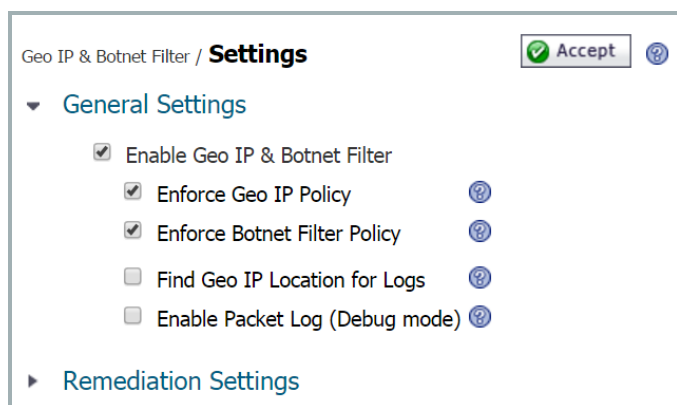 Geo IP & Botnet Filter / Settings
Accept
General Settings
Enable Geo IP & Botnet Filter
Enforce Geo IP Policy
Enforce Botnet Filter Policy
Find Geo IP Location for Logs
Enable Packet Log (Debug mode)
Remediation Settings